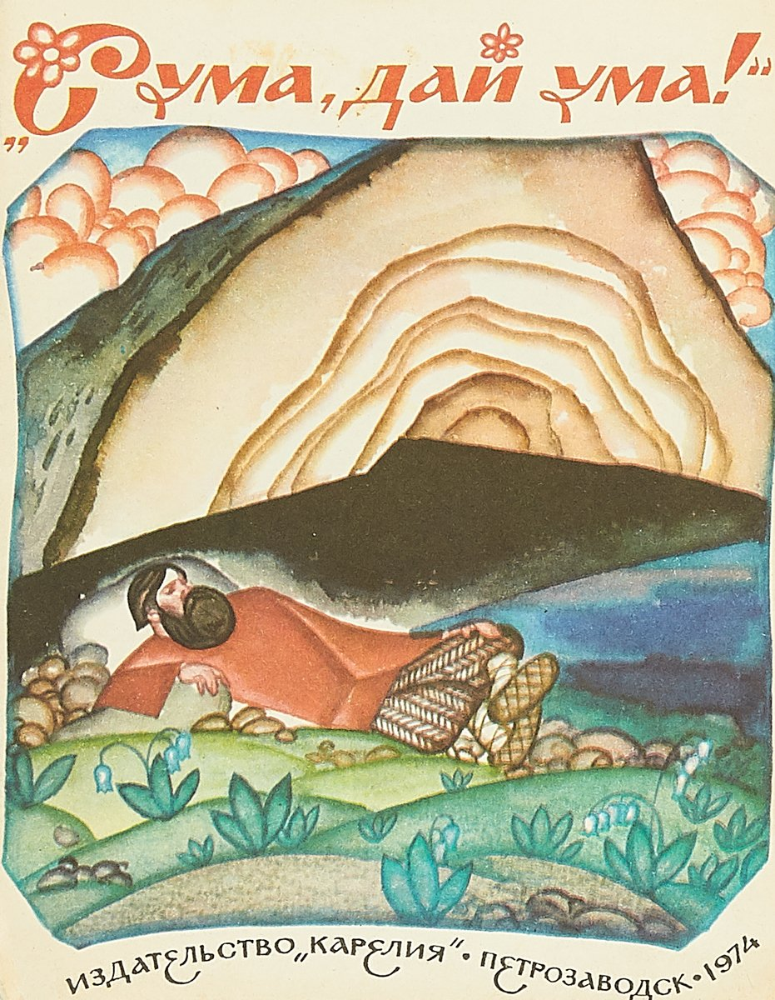 „Сума, дай ума!“
ИЗДАТЕЛЬСТВО „КАРЕЛИЯ“ • ПЕТРОЗАВОДСК • 1974